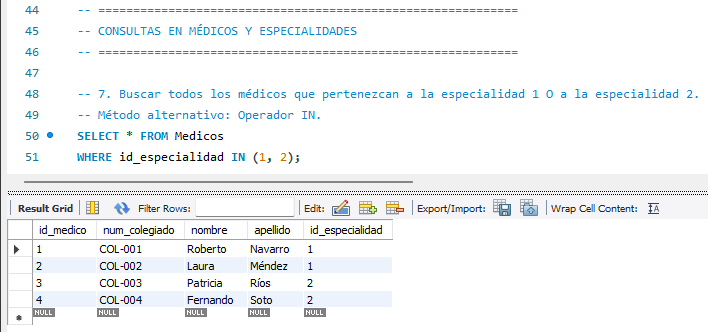 44 -- ============================================================
45 -- CONSULTAS EN MÉDICOS Y ESPECIALIDADES
46 -- ============================================================
47
48 -- 7. Buscar todos los médicos que pertenezcan a la especialidad 1 O a la especialidad 2.
49 -- Método alternativo: Operador IN.
50 SELECT * FROM Medicos
51 WHERE id_especialidad IN (1, 2);
Result Grid Filter Rows: Edit: Export/Import: Wrap Cell Content: IA
id_medico num_colegiado nombre apellido id_especialidad
1 COL-001 Roberto Navarro 1
2 COL-002 Laura Méndez 1
3 COL-003 Patricia Ríos 2
4 COL-004 Fernando Soto 2
NULL NULL NULL NULL NULL